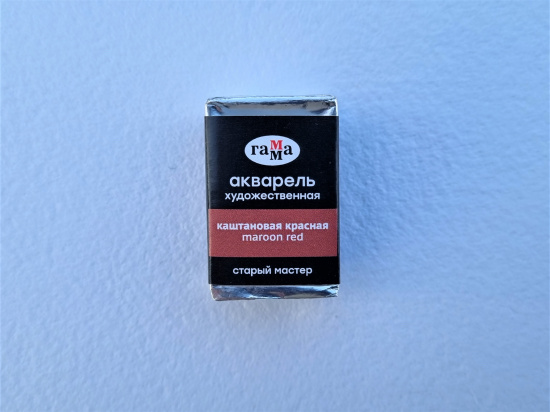 гамма
акварель
художественная
каштановая красная
maroon red
старый мастер